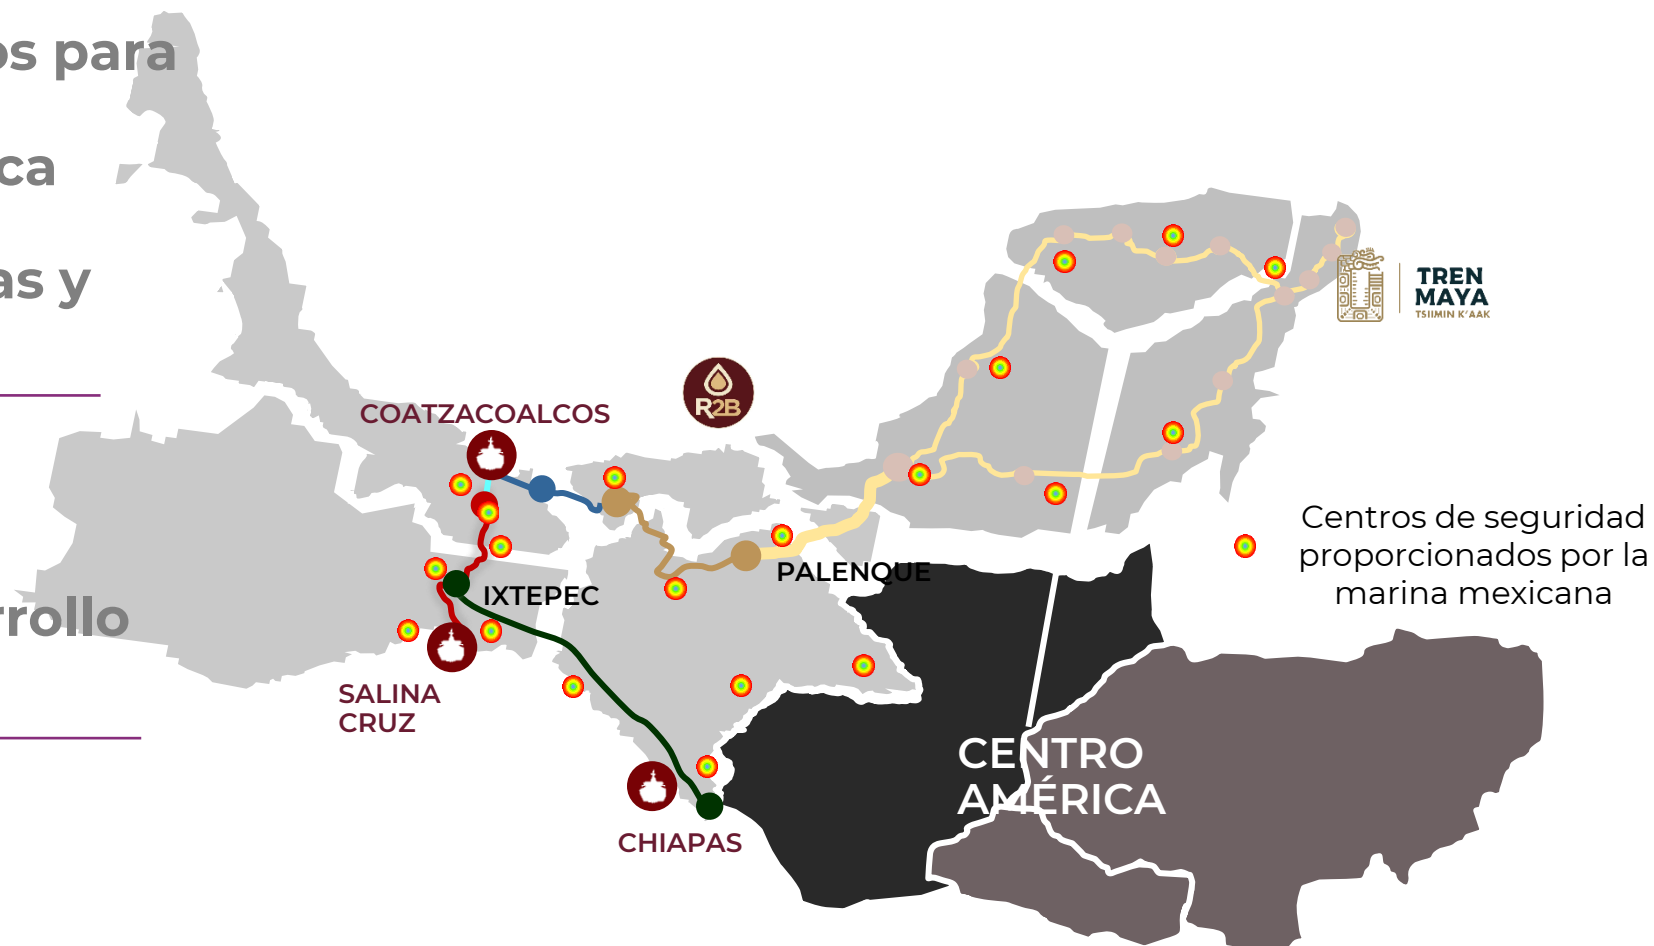 os para
ca
as y
rrollo
COATZACOALCOS
R2B
TREN
MAYA
TSIIMIN K'AAK
Centros de seguridad
proporcionados por la
marina mexicana
PALENQUE
IXTEPEC
SALINA
CRUZ
CENTRO
AMÉRICA
CHIAPAS